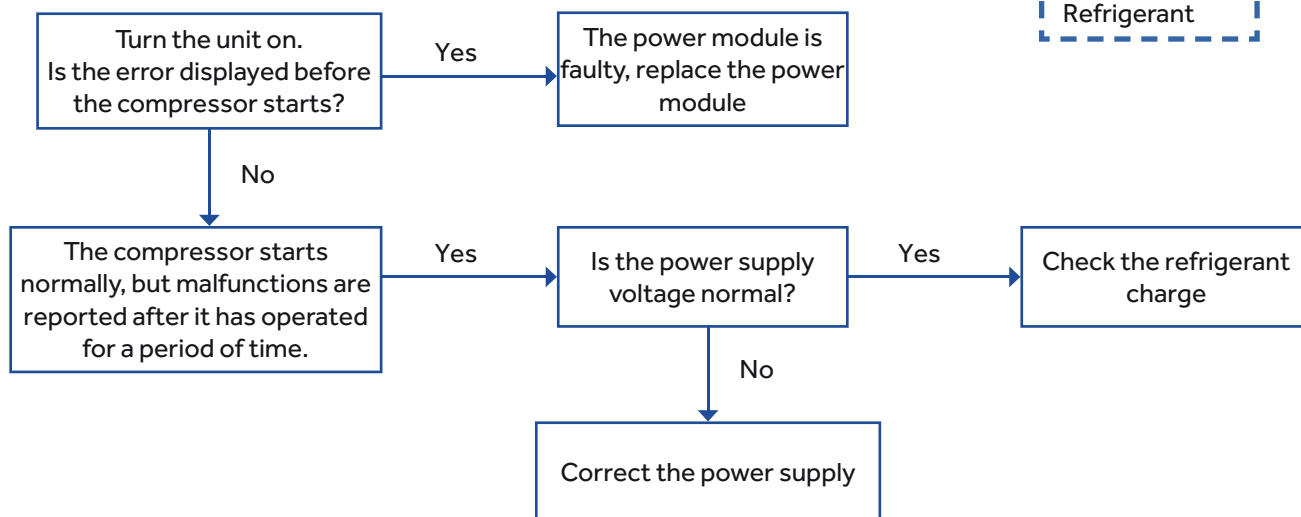 Refrigerant
Turn the unit on.
Is the error displayed before
the compressor starts?
Yes
The power module is
faulty, replace the power
module
No
The compressor starts
normally, but malfunctions are
reported after it has operated
for a period of time.
Yes
Is the power supply
voltage normal?
Yes
Check the refrigerant
charge
No
Correct the power supply